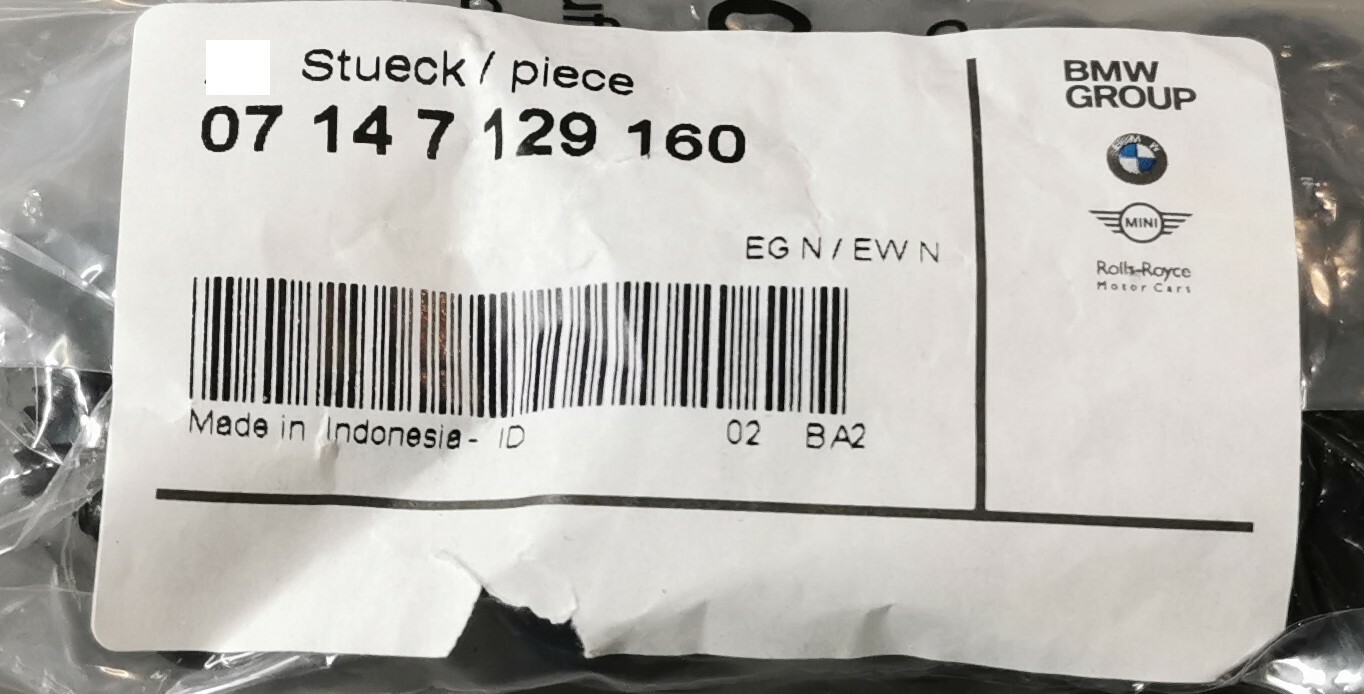 Stueck / piece
07 14 7 129 160
EG N / EW N
Made in Indonesia - ID 02 BA2
BMW
GROUP
BMW
MINI
Rolls-Royce
Motor Cars